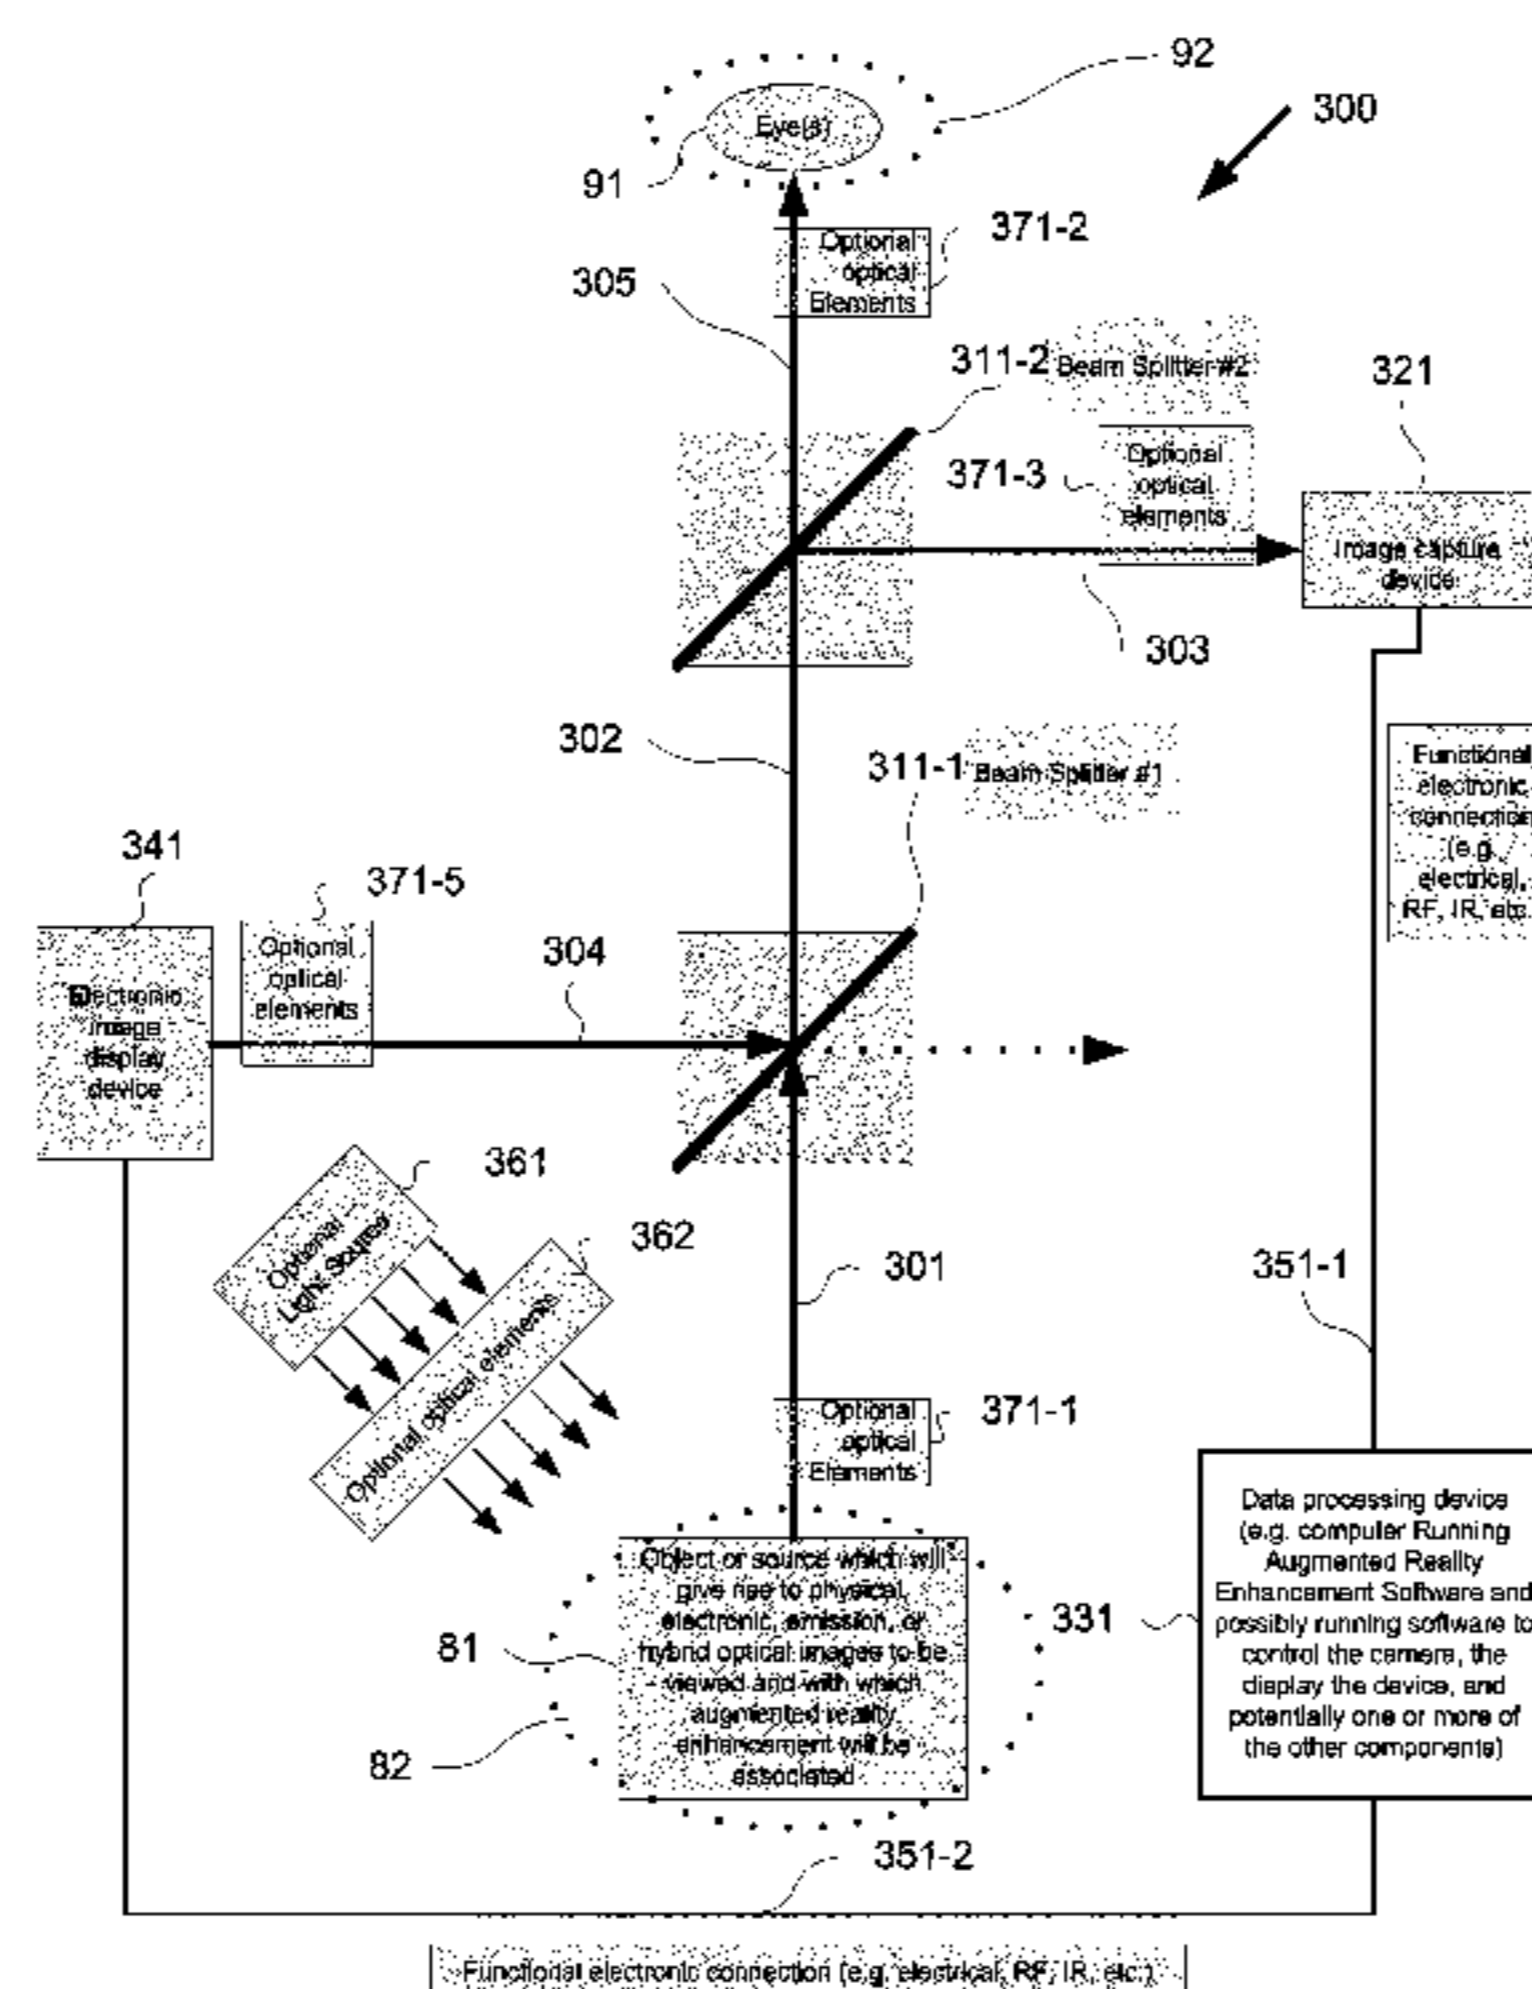 92
300
Eye(s)
91
371-2
Optional
optical
Elements
305
311-2
Beam Splitter #2
321
371-3
Optional
optical
elements
Image capture
device
303
302
311-1
Beam Splitter #1
Functional
electronic
connection
(e.g.,
electrical,
RF, IR, etc.
341
371-5
Optional
optical
elements
304
Electronic
image
display
device
361
Optional
Light Source
362
Optional optical elements
301
351-1
371-1
Optional
optical
Elements
Object or source which will
give rise to physical,
electronic, emission, or
hybrid optical images to be
viewed and with which
augmented reality
enhancement will be
associated
81
82
331
Data processing device
(e.g. computer Running
Augmented Reality
Enhancement Software and
possibly running software to
control the camera, the
display the device, and
potentially one or more of
the other components)
351-2
Functional electronic connection (e.g. electrical, RF, IR, etc.)